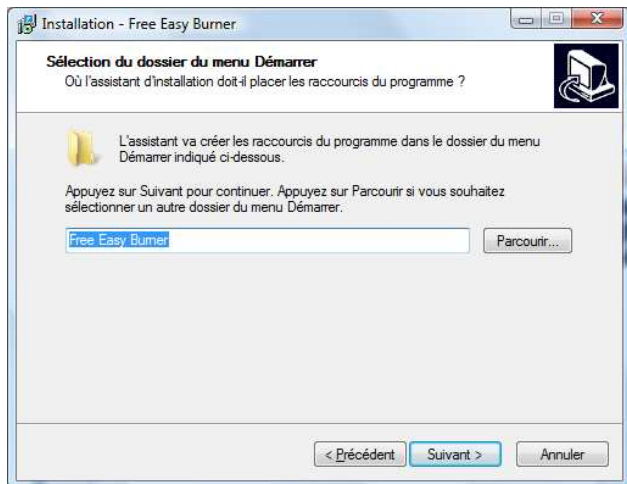 Installation - Free Easy Burner
Sélection du dossier du menu Démarrer
Où l'assistant d'installation doit-il placer les raccourcis du programme ?
L'assistant va créer les raccourcis du programme dans le dossier du menu
Démarrer indiqué ci-dessous.
Appuyez sur Suivant pour continuer. Appuyez sur Parcourir si vous souhaitez
sélectionner un autre dossier du menu Démarrer.
Free Easy Burner
Parcourir...
< Précédent
Suivant >
Annuler